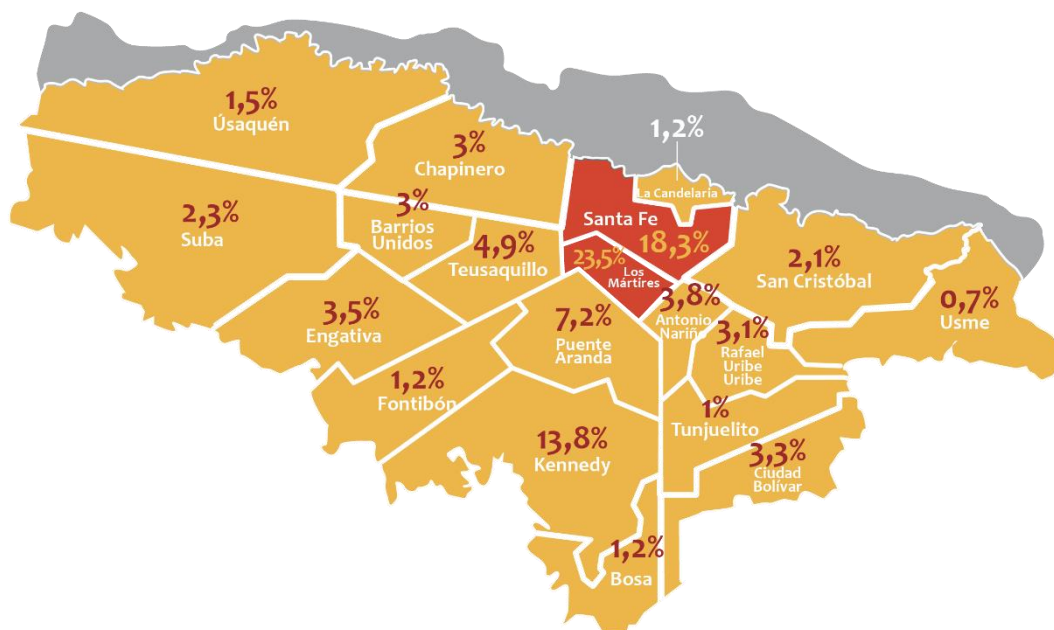 1,5%
Úsaquén
3%
Chapinero
1,2%
La Candelaria
2,3%
Suba
3%
Barrios
Unidos
4,9%
Teusaquillo
Santa Fe
18,3%
23,5%
Los
Mártires
2,1%
San Cristóbal
0,7%
Usme
3,5%
Engativa
7,2%
Puente
Aranda
3,8%
Antonio
Nariño
3,1%
Rafael
Uribe
Uribe
1,2%
Fontibón
13,8%
Kennedy
1%
Tunjuelito
3,3%
Ciudad
Bolívar
1,2%
Bosa